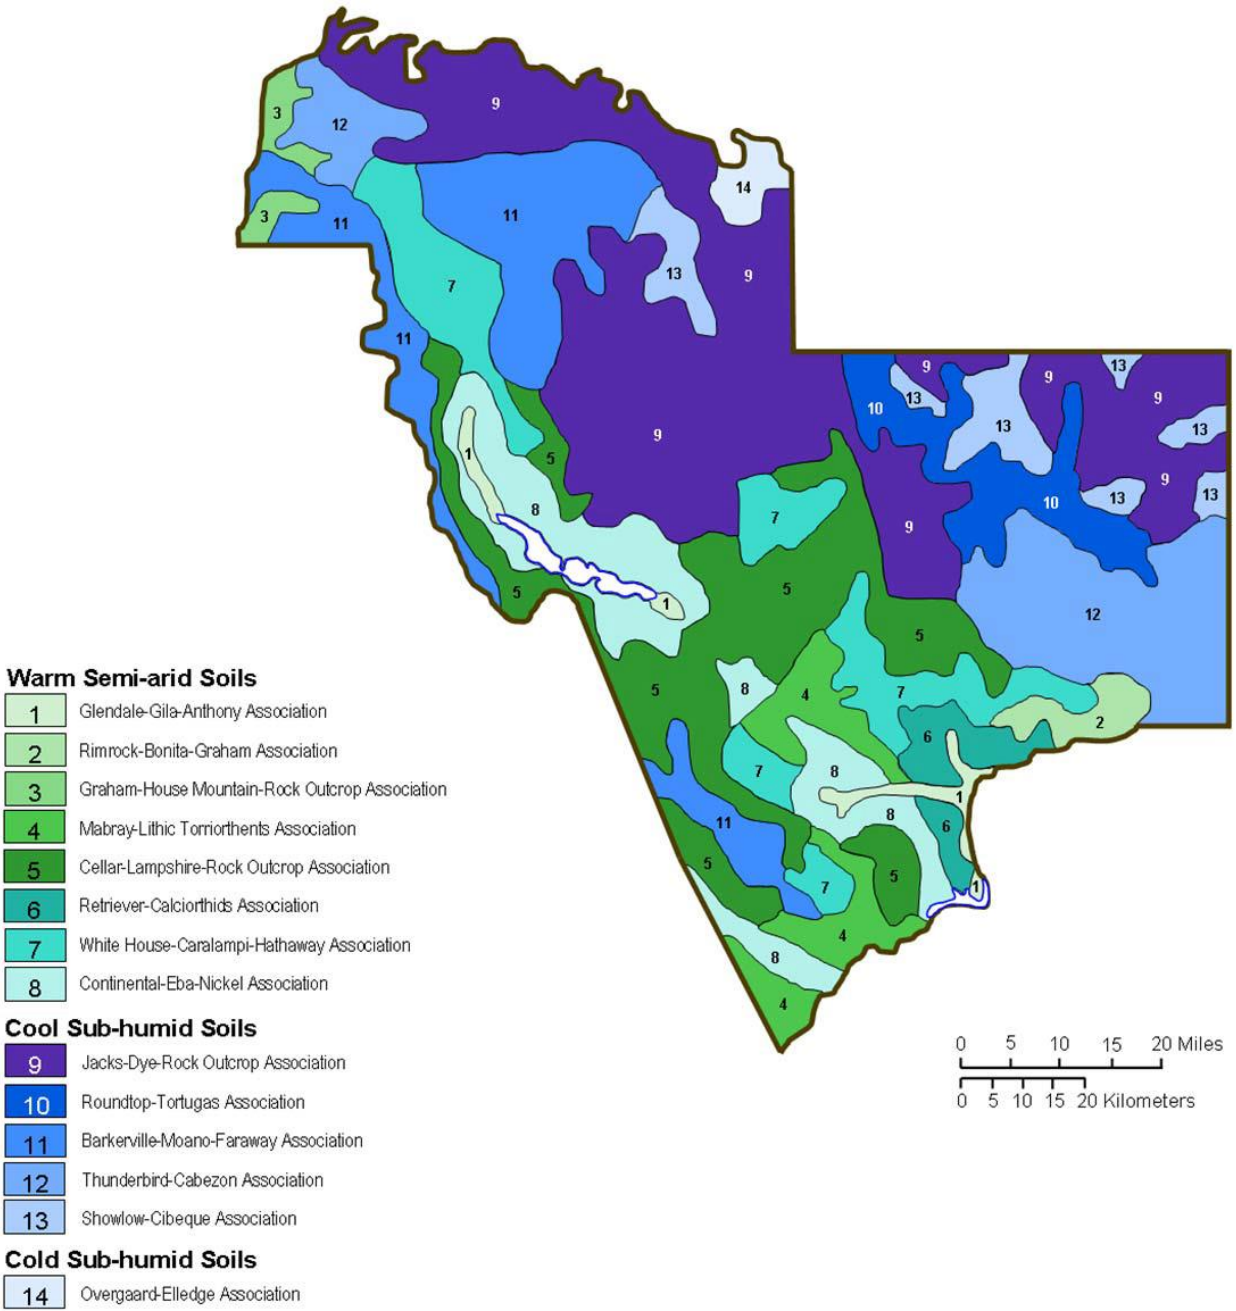 9
3
12
14
3
11
11
13
9
7
11
9
13
9
13
10
13
9
9
13
13
1
5
9
10
13
13
8
7
9
5
1
5
12
5
5
8
4
7
2
6
7
8
1
11
8
6
5
7
5
1
4
8
4
Warm Semi-arid Soils
1 Glendale-Gila-Anthony Association
2 Rimrock-Bonita-Graham Association
3 Graham-House Mountain-Rock Outcrop Association
4 Mabray-Lithic Torriorthents Association
5 Cellar-Lampshire-Rock Outcrop Association
6 Retriever-Calciorthids Association
7 White House-Caralampi-Hathaway Association
8 Continental-Eba-Nickel Association
Cool Sub-humid Soils
9 Jacks-Dye-Rock Outcrop Association
10 Roundtop-Tortugas Association
11 Barkerville-Moano-Faraway Association
12 Thunderbird-Cabezon Association
13 Showlow-Cibeque Association
Cold Sub-humid Soils
14 Overgaard-Elledge Association
0 5 10 15 20 Miles
0 5 10 15 20 Kilometers